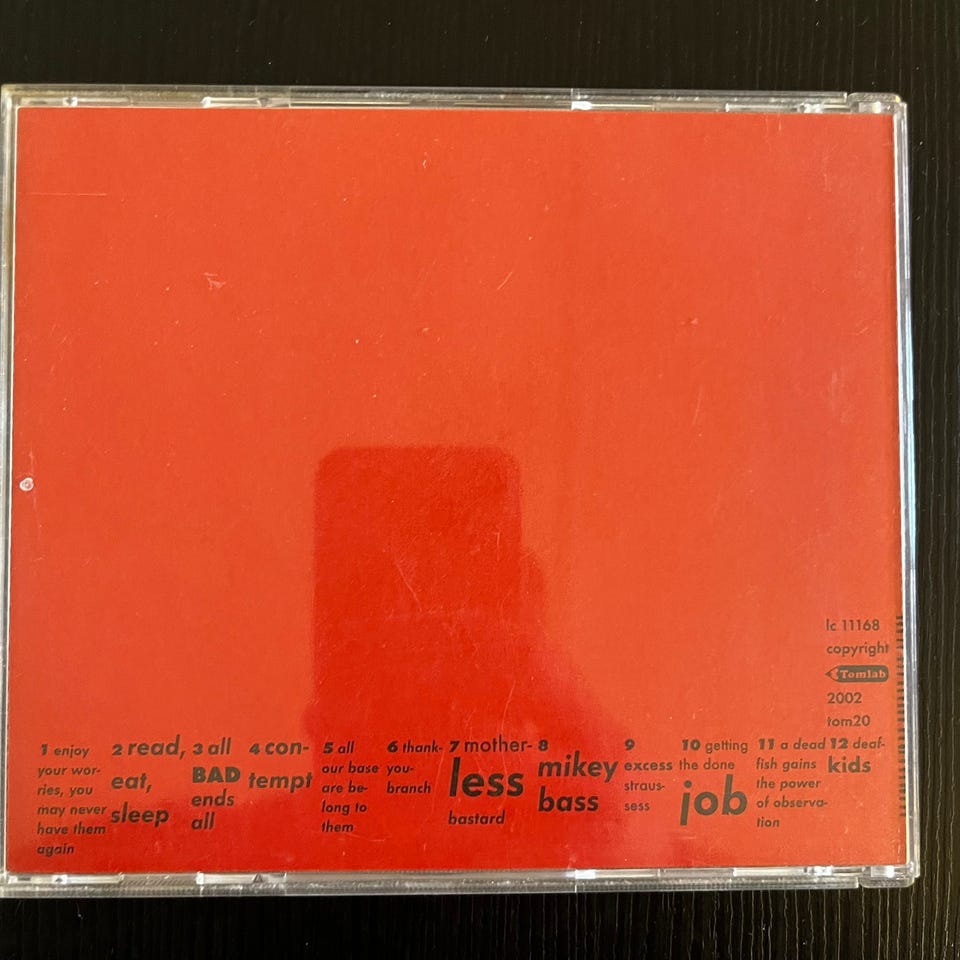 lc 11168
copyright
Tomlab
2002
tom20
1 enjoy
your wor-
ries, you
may never
have them
again
2 read,
eat,
sleep
3 all
BAD
ends
all
4 con-
tempt
5 all
our base
are be-
long to
them
6 thank-
you-
branch
7 mother-
less
bastard
8
mikey
bass
9
excess
straus-
sess
10 getting
the done
job
11 a dead
fish gains
the power
of observa-
tion
12 deaf-
kids